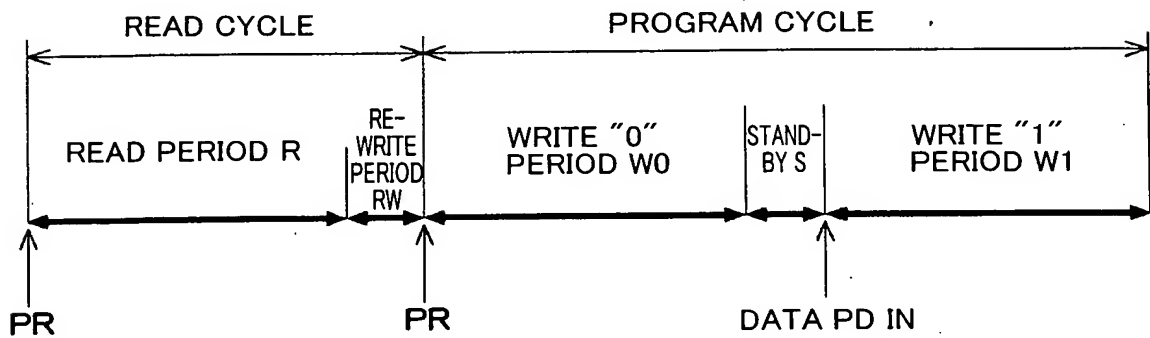 READ CYCLE
PROGRAM CYCLE
READ PERIOD R
RE-
WRITE
PERIOD
RW
WRITE "0"
PERIOD W0
STAND-
BY S
WRITE "1"
PERIOD W1
PR
PR
DATA PD IN